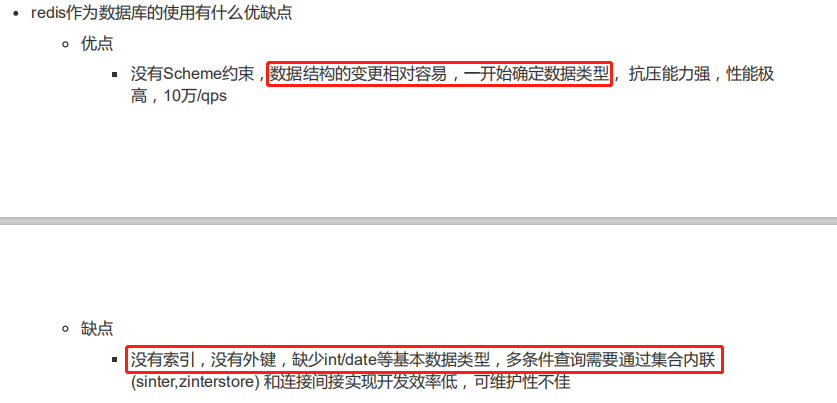 redis作为数据库的使用有什么优缺点
优点
没有Scheme约束，数据结构的变更相对容易，一开始确定数据类型， 抗压能力强，性能极
高，10万/qps
缺点
没有索引，没有外键，缺少int/date等基本数据类型，多条件查询需要通过集合内联
(sinter,zinterstore) 和连接间接实现开发效率低，可维护性不佳